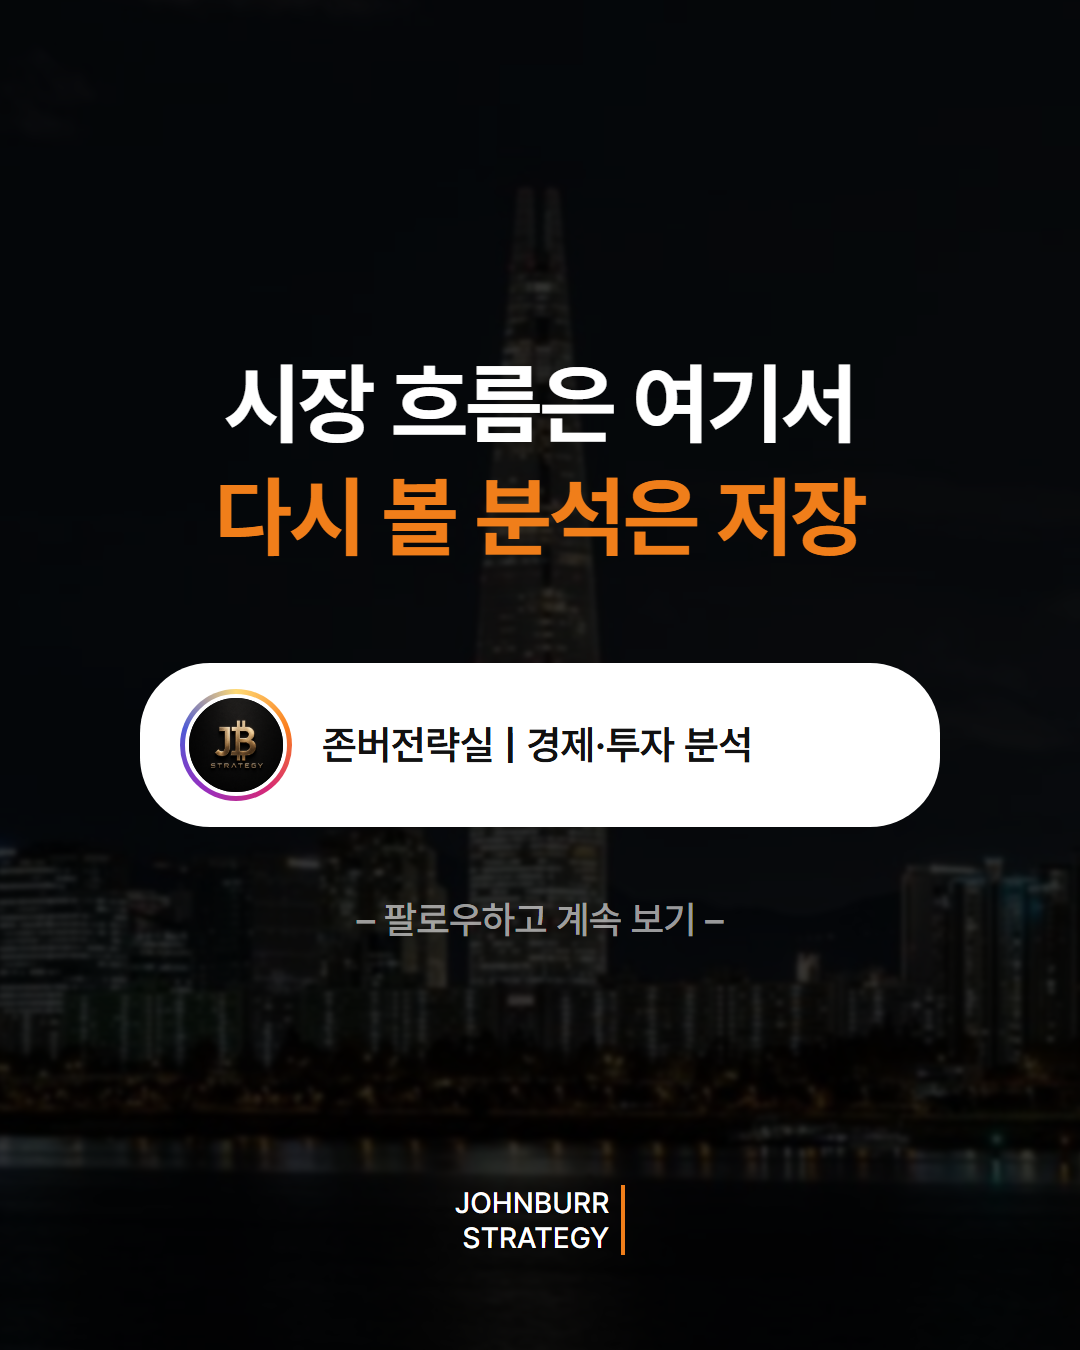 시장 흐름은 여기서
다시 볼 분석은 저장
JB
STRATEGY
존버전략실 | 경제·투자 분석
– 팔로우하고 계속 보기 –
JOHNBURR
STRATEGY